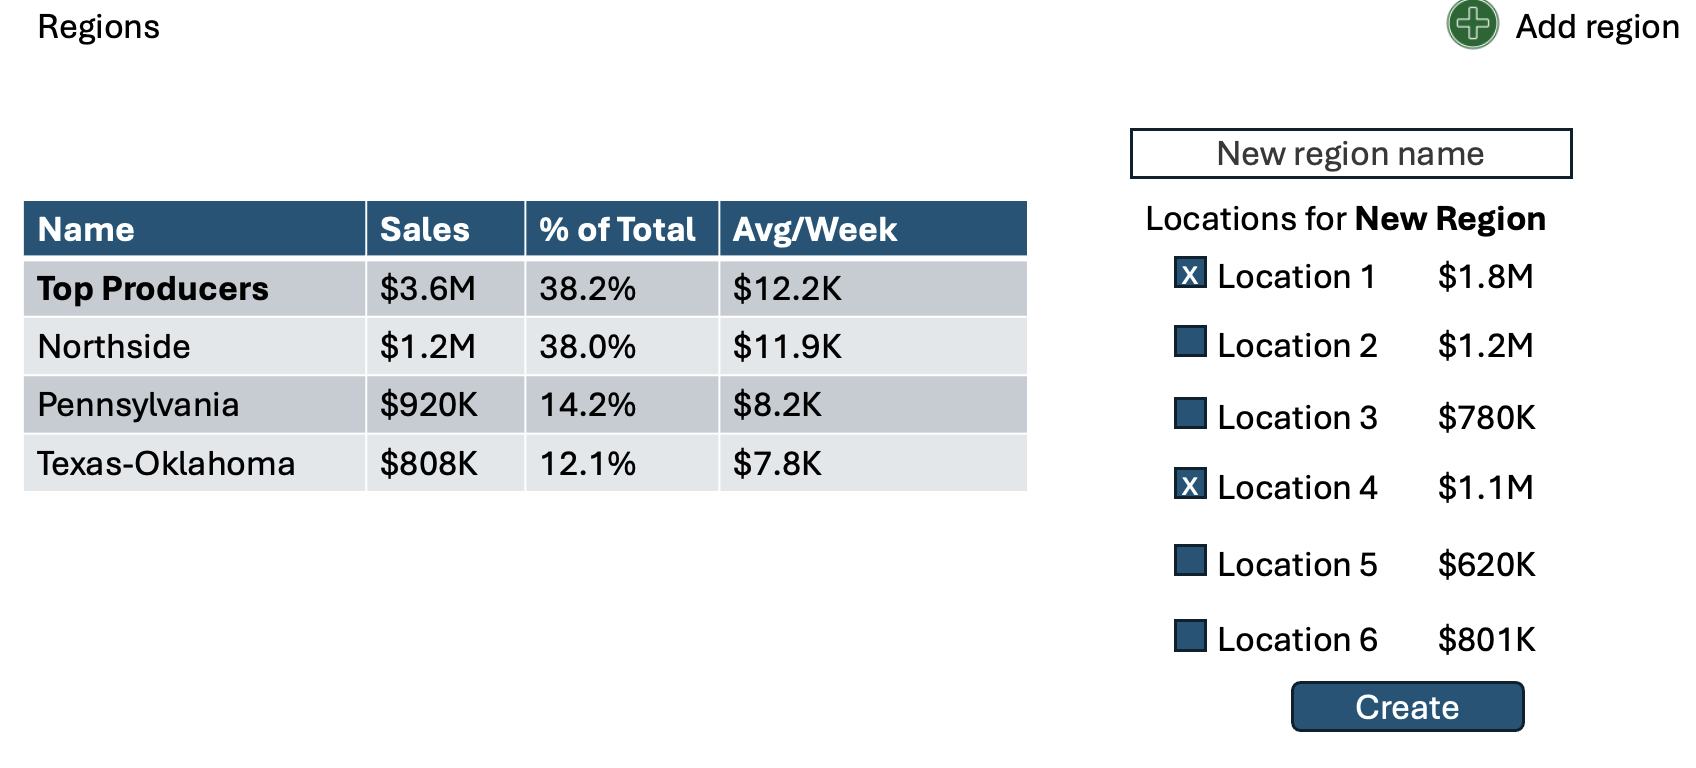 Regions
Add region
Name Sales % of Total Avg/Week
Top Producers $3.6M 38.2% $12.2K
Northside $1.2M 38.0% $11.9K
Pennsylvania $920K 14.2% $8.2K
Texas-Oklahoma $808K 12.1% $7.8K
New region name
Locations for New Region
X Location 1 $1.8M
Location 2 $1.2M
Location 3 $780K
X Location 4 $1.1M
Location 5 $620K
Location 6 $801K
Create